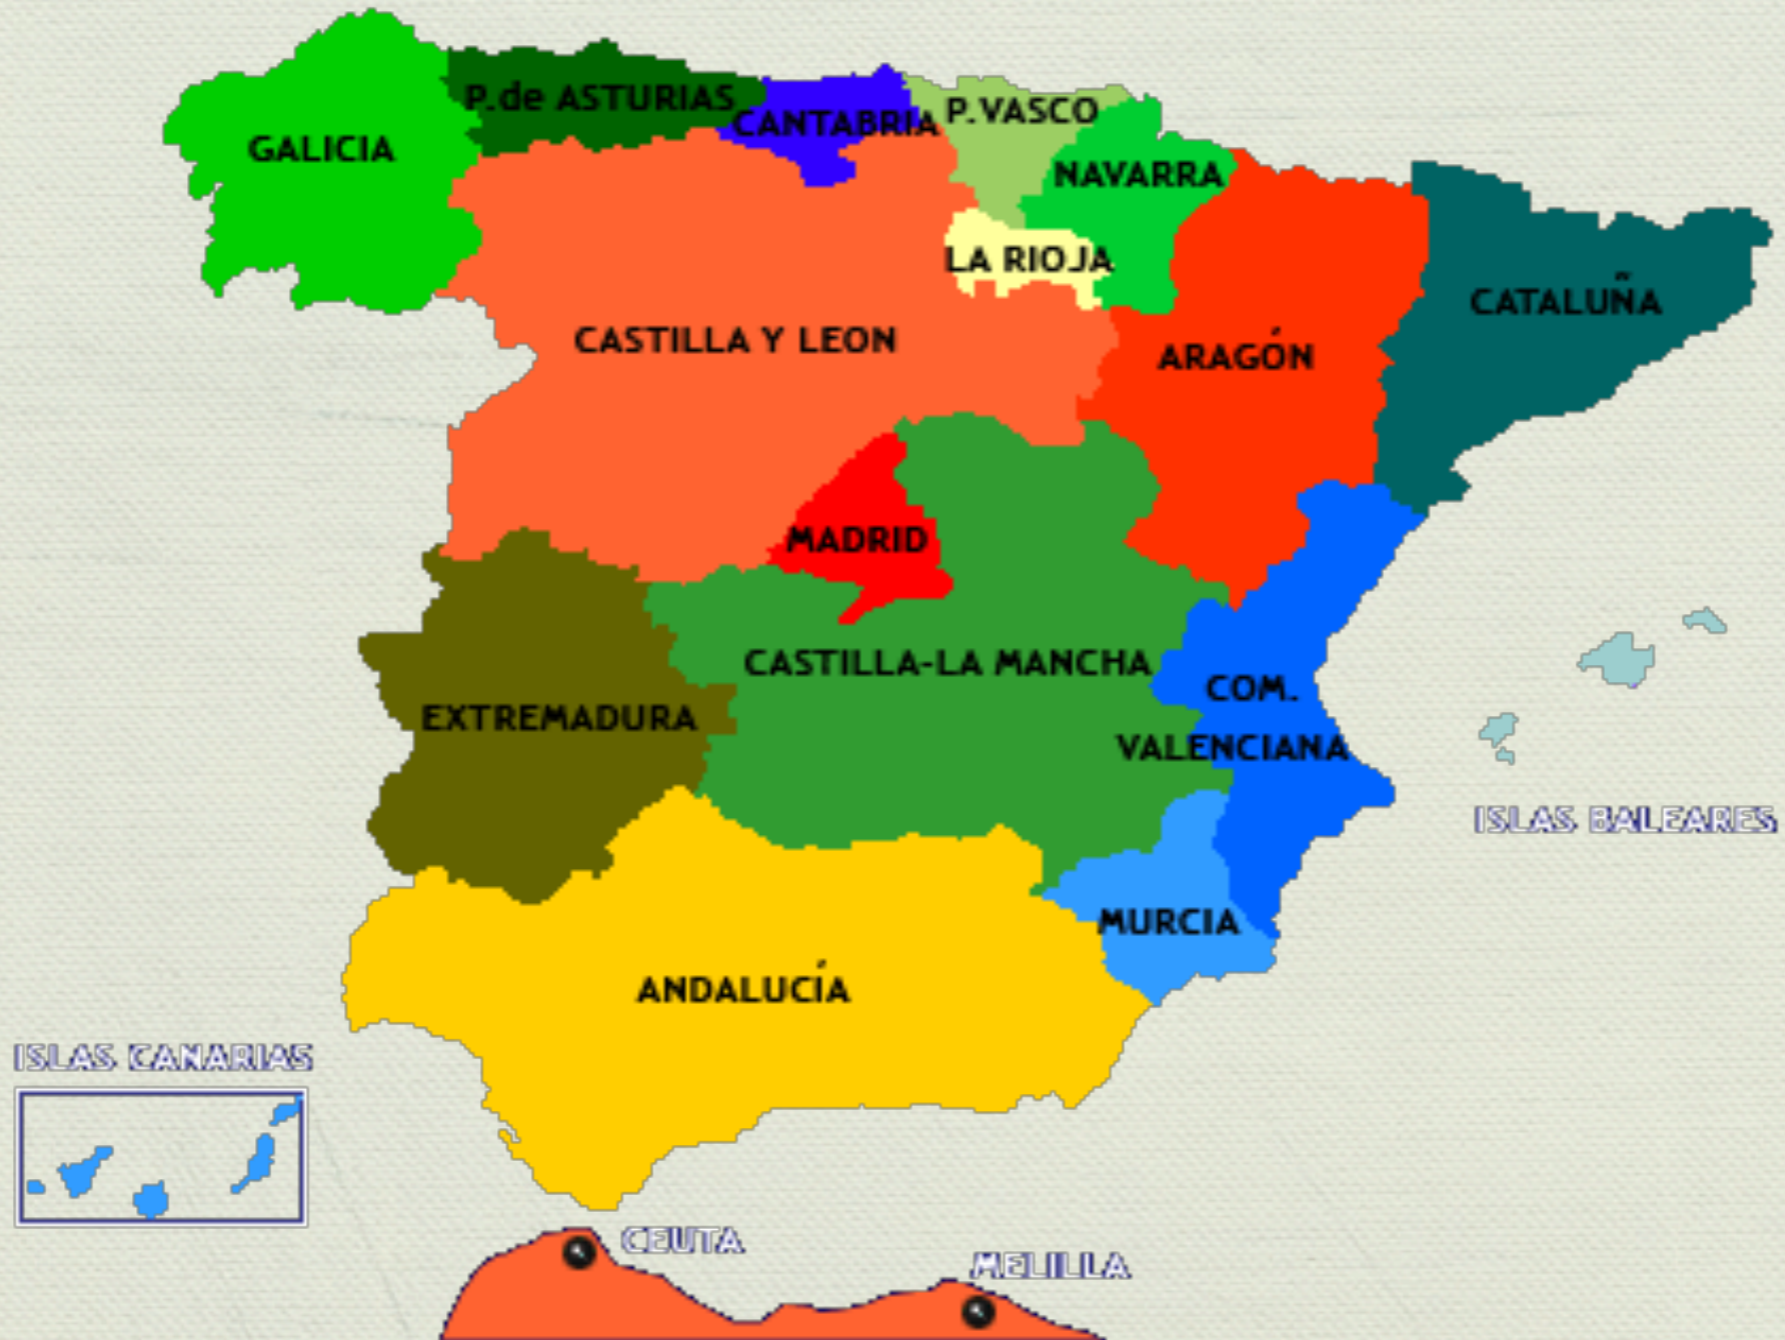 P.de ASTURIAS
CANTABRIA
P.VASCO
GALICIA
NAVARRA
LA RIOJA
CATALUÑA
CASTILLA Y LEON
ARAGÓN
MADRID
CASTILLA-LA MANCHA
COM.
VALENCIANA
EXTREMADURA
ISLAS BALEARES
MURCIA
ANDALUCÍA
ISLAS CANARIAS
CEUTA
MELILLA